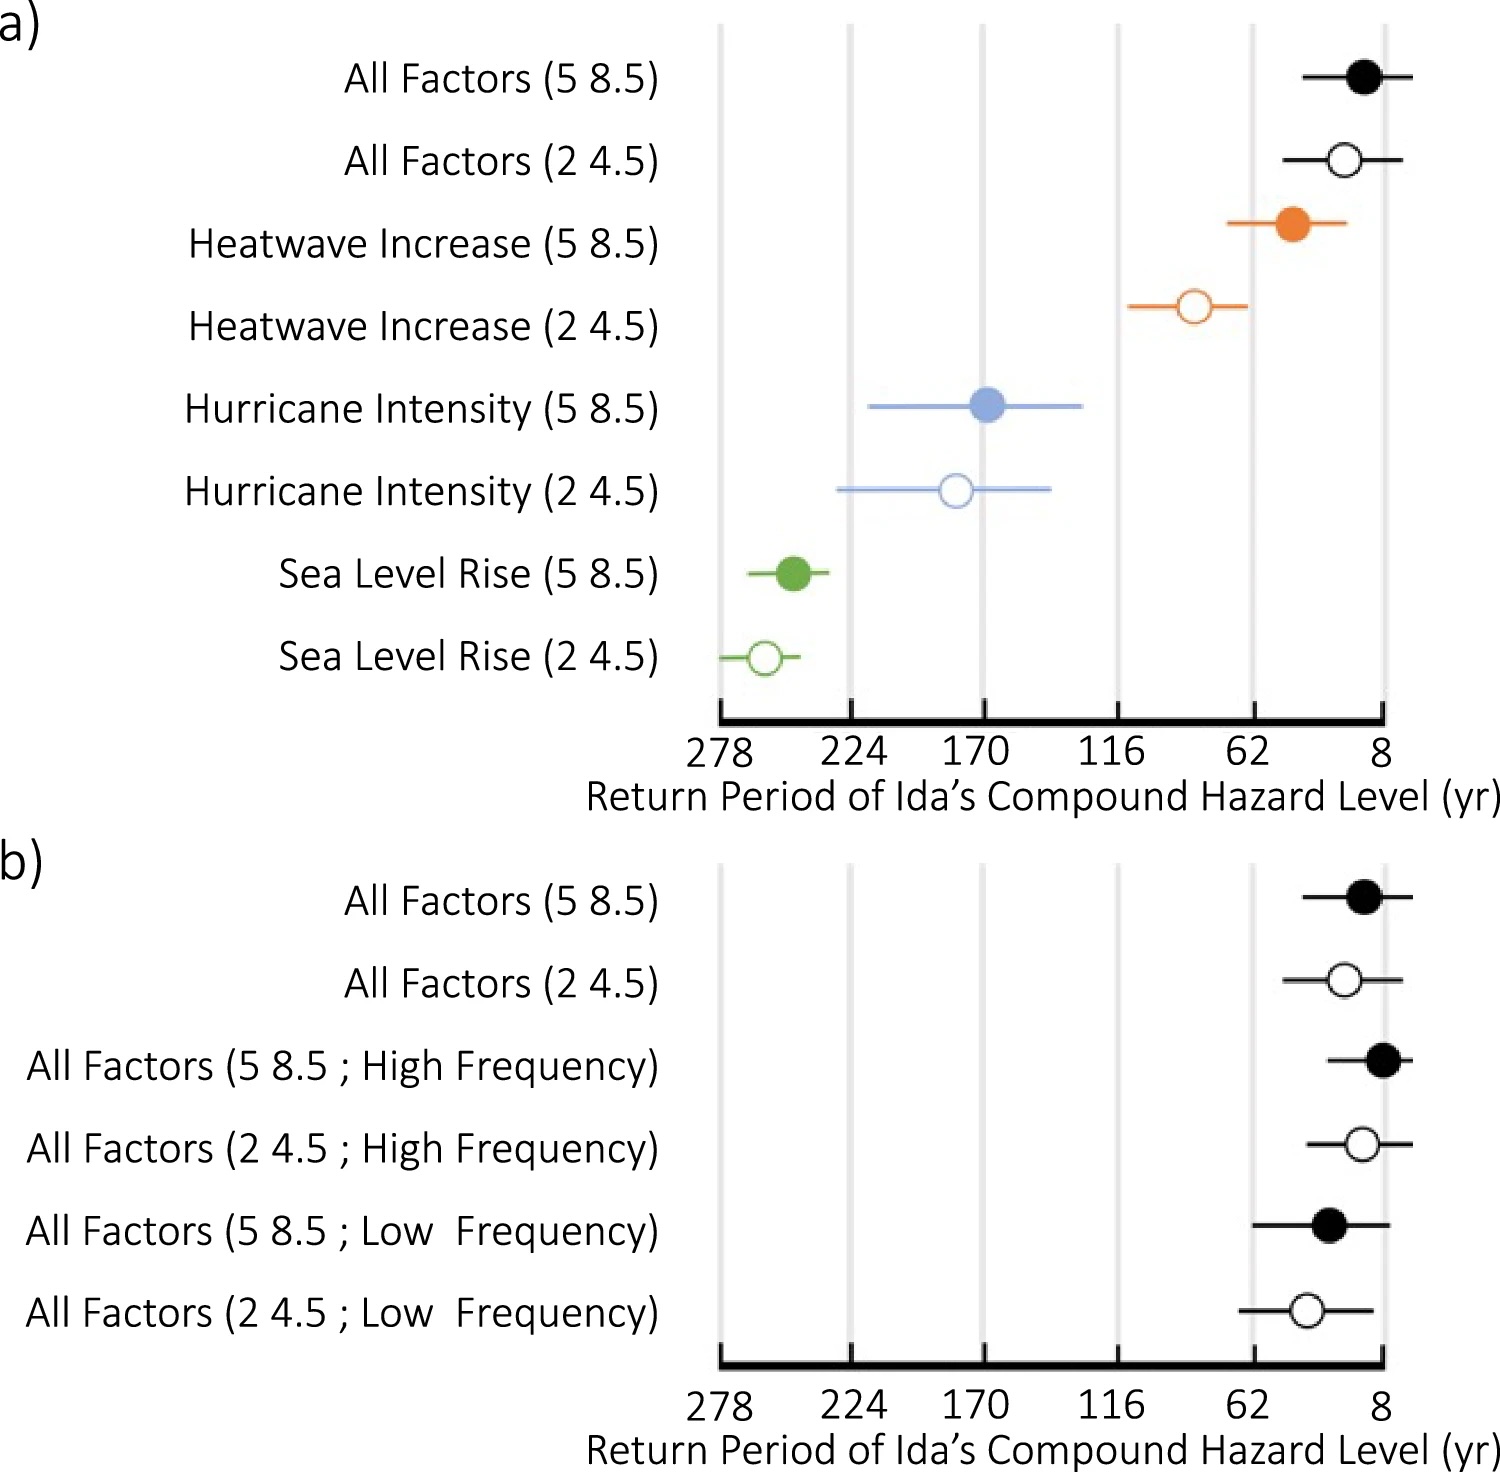 a)
All Factors (5 8.5)
All Factors (2 4.5)
Heatwave Increase (5 8.5)
Heatwave Increase (2 4.5)
Hurricane Intensity (5 8.5)
Hurricane Intensity (2 4.5)
Sea Level Rise (5 8.5)
Sea Level Rise (2 4.5)
278 224 170 116 62 8
Return Period of Ida’s Compound Hazard Level (yr)
b)
All Factors (5 8.5)
All Factors (2 4.5)
All Factors (5 8.5 ; High Frequency)
All Factors (2 4.5 ; High Frequency)
All Factors (5 8.5 ; Low Frequency)
All Factors (2 4.5 ; Low Frequency)
278 224 170 116 62 8
Return Period of Ida’s Compound Hazard Level (yr)